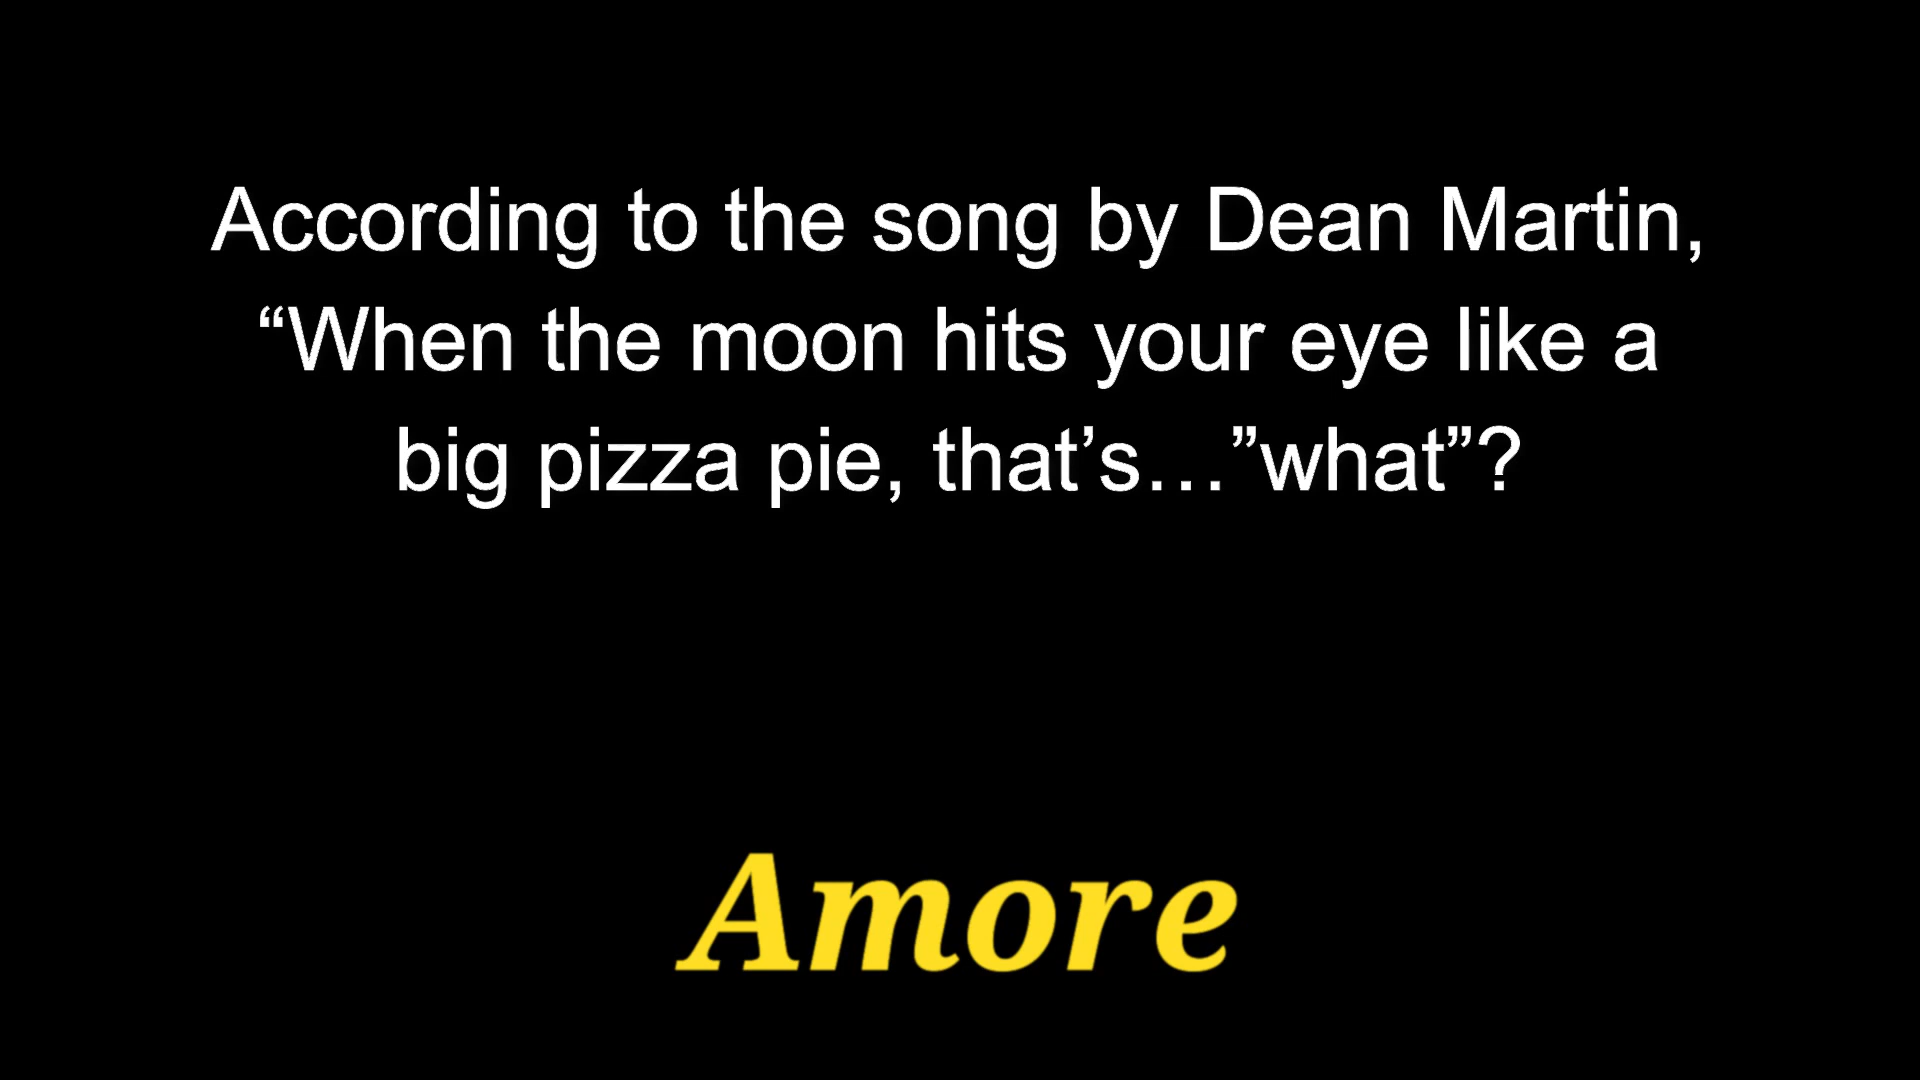 According to the song by Dean Martin,
“When the moon hits your eye like a
big pizza pie, that’s…”what”?
Amore